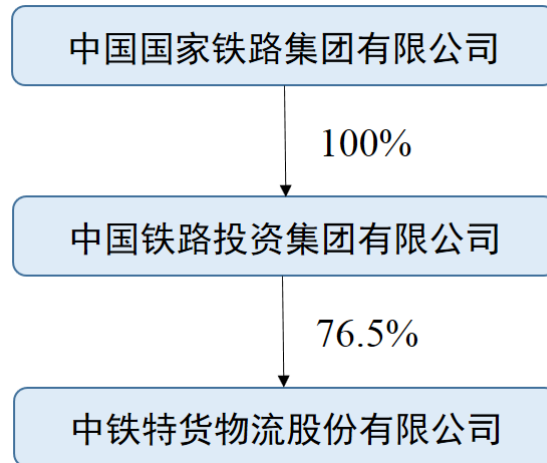 中国国家铁路集团有限公司
100%
中国铁路投资集团有限公司
76.5%
中铁特货物流股份有限公司